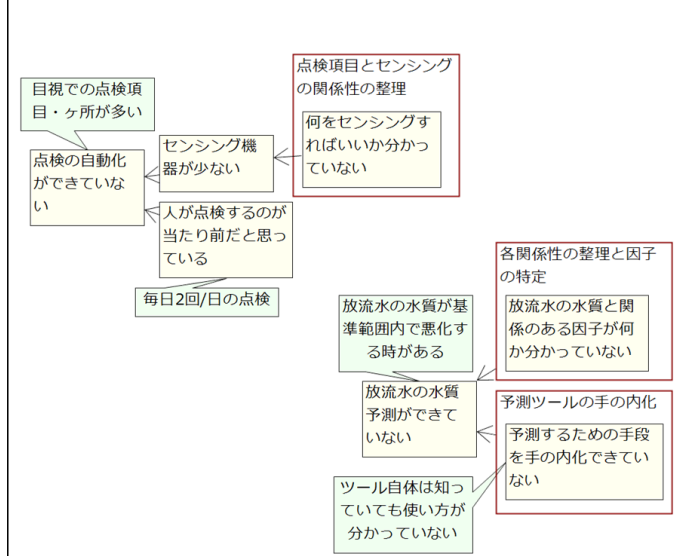 点検項目とセンシング
の関係性の整理
目視での点検項
目・ヶ所が多い
何をセンシングす
ればいいか分かっ
ていない
センシング機
器が少ない
点検の自動化
ができていな
い
人が点検するのが
当たり前だと思っ
ている
毎日2回/日の点検
各関係性の整理と因子
の特定
放流水の水質が基
準範囲内で悪化す
る時がある
放流水の水質と関
係のある因子が何
か分かっていない
放流水の水質
予測ができて
いない
予測ツールの手の内化
予測するための手段
を手の内化できてい
ない
ツール自体は知っ
ていても使い方が
分かっていない